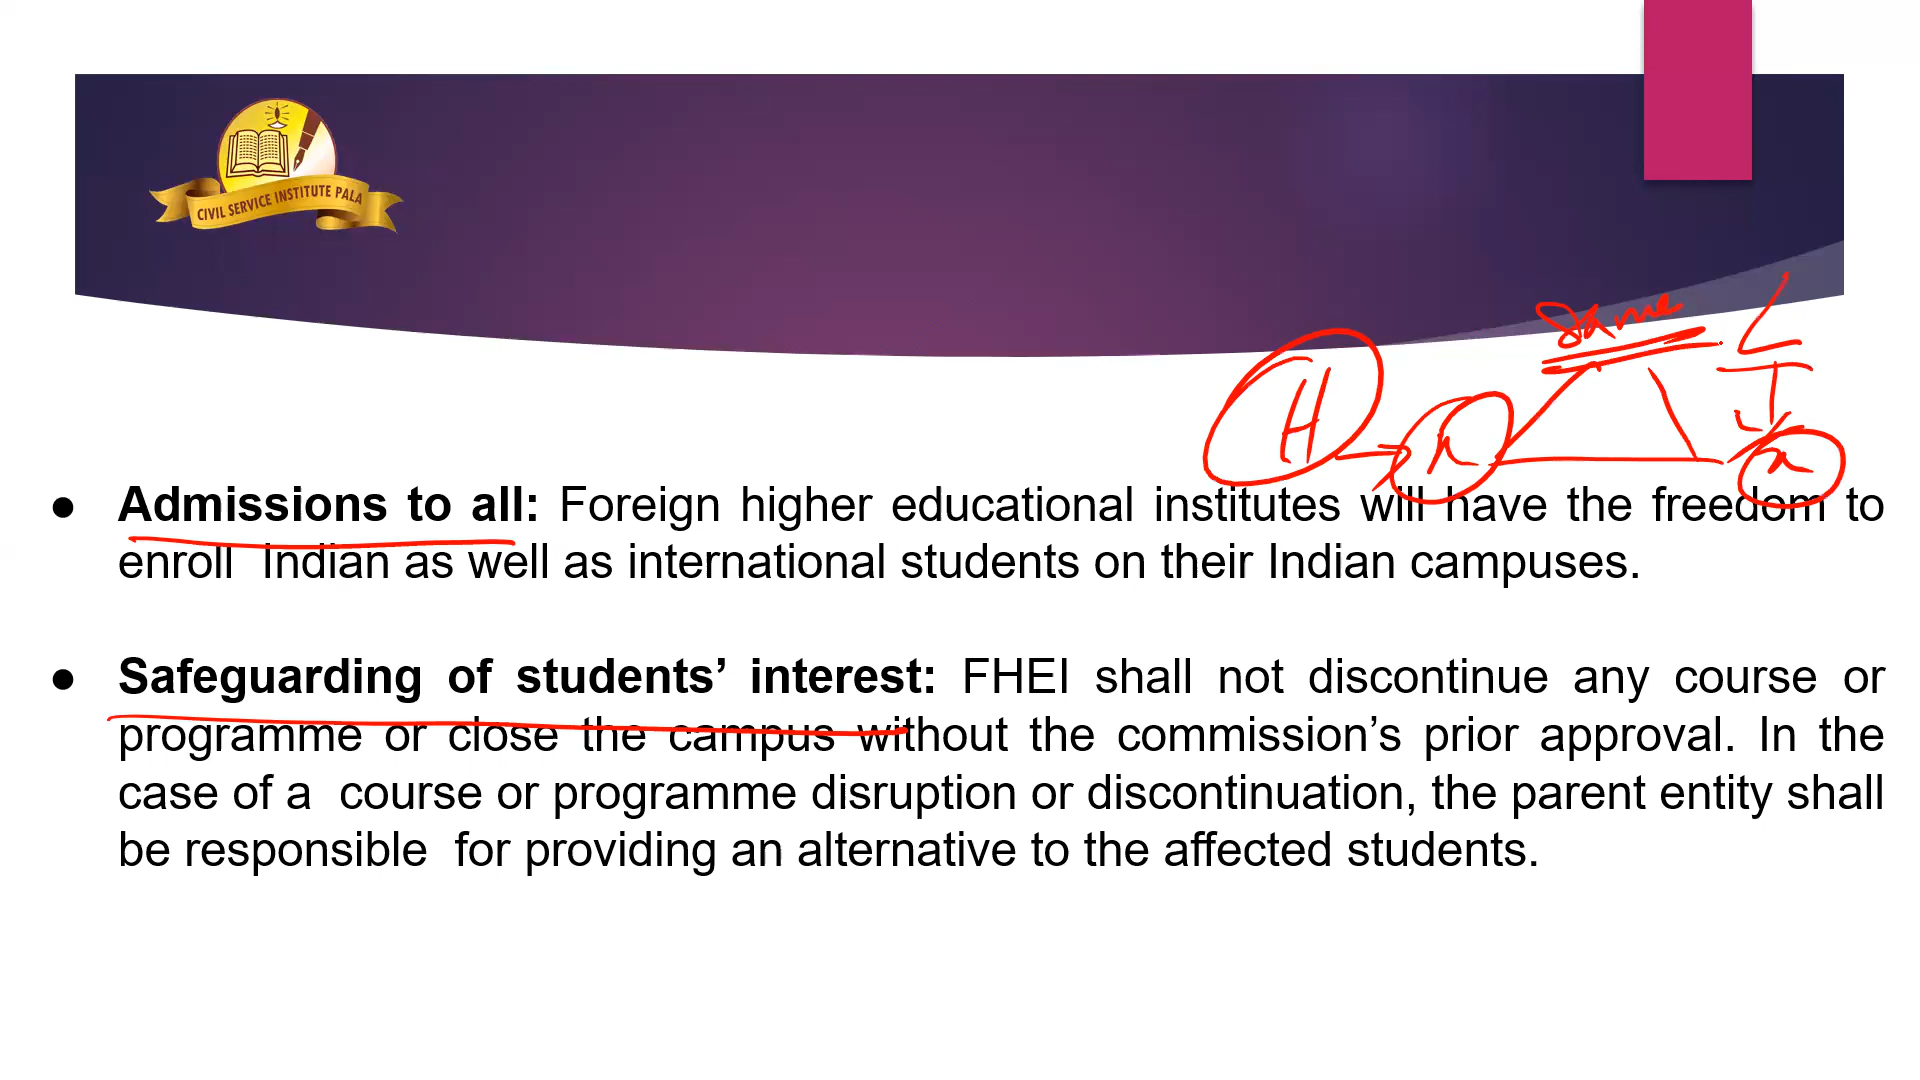 CIVIL SERVICE INSTITUTE PALA
same
L
H
x
x
● Admissions to all: Foreign higher educational institutes will have the freedom to
enroll Indian as well as international students on their Indian campuses.
● Safeguarding of students’ interest: FHEI shall not discontinue any course or
programme or close the campus without the commission’s prior approval. In the
case of a course or programme disruption or discontinuation, the parent entity shall
be responsible for providing an alternative to the affected students.